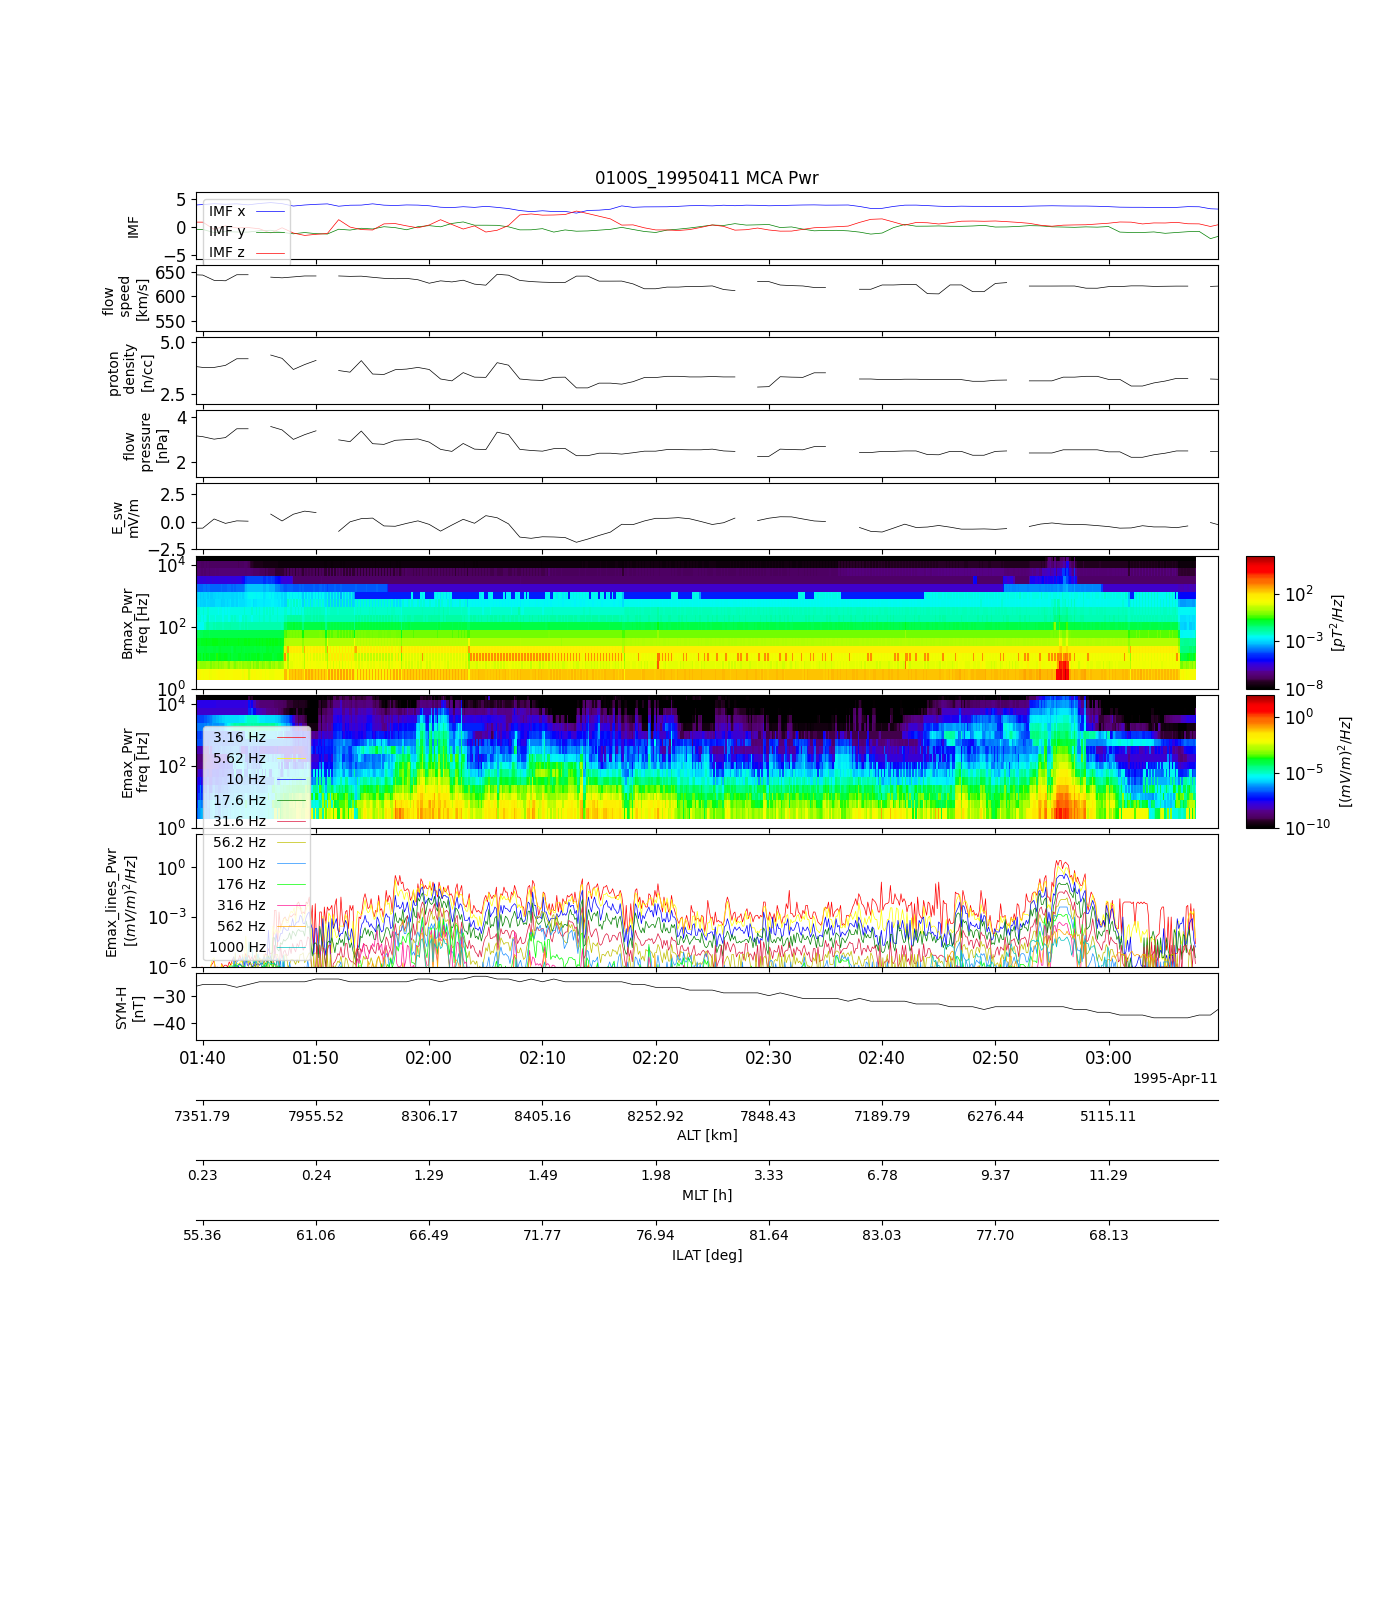 0100S_19950411 MCA Pwr
5
0
−5
IMF
IMF x
IMF y
IMF z
650
600
550
flow
speed
[km/s]
5.0
2.5
proton
density
[n/cc]
4
2
flow
pressure
[nPa]
2.5
0.0
−2.5
E_sw
mV/m
10^4
10^2
10^0
Bmax_Pwr
freq [Hz]
10^2
10^−3
10^−8
[pT^2/Hz]
10^4
10^2
10^0
Emax_Pwr
freq [Hz]
10^0
10^−5
10^−10
[(mV/m)^2/Hz]
3.16 Hz
5.62 Hz
10 Hz
17.6 Hz
31.6 Hz
56.2 Hz
100 Hz
176 Hz
316 Hz
562 Hz
1000 Hz
10^0
10^−3
10^−6
Emax_lines_Pwr
[(mV/m)^2/Hz]
−30
−40
SYM-H
[nT]
01:40 01:50 02:00 02:10 02:20 02:30 02:40 02:50 03:00
1995-Apr-11
7351.79 7955.52 8306.17 8405.16 8252.92 7848.43 7189.79 6276.44 5115.11
ALT [km]
0.23 0.24 1.29 1.49 1.98 3.33 6.78 9.37 11.29
MLT [h]
55.36 61.06 66.49 71.77 76.94 81.64 83.03 77.70 68.13
ILAT [deg]